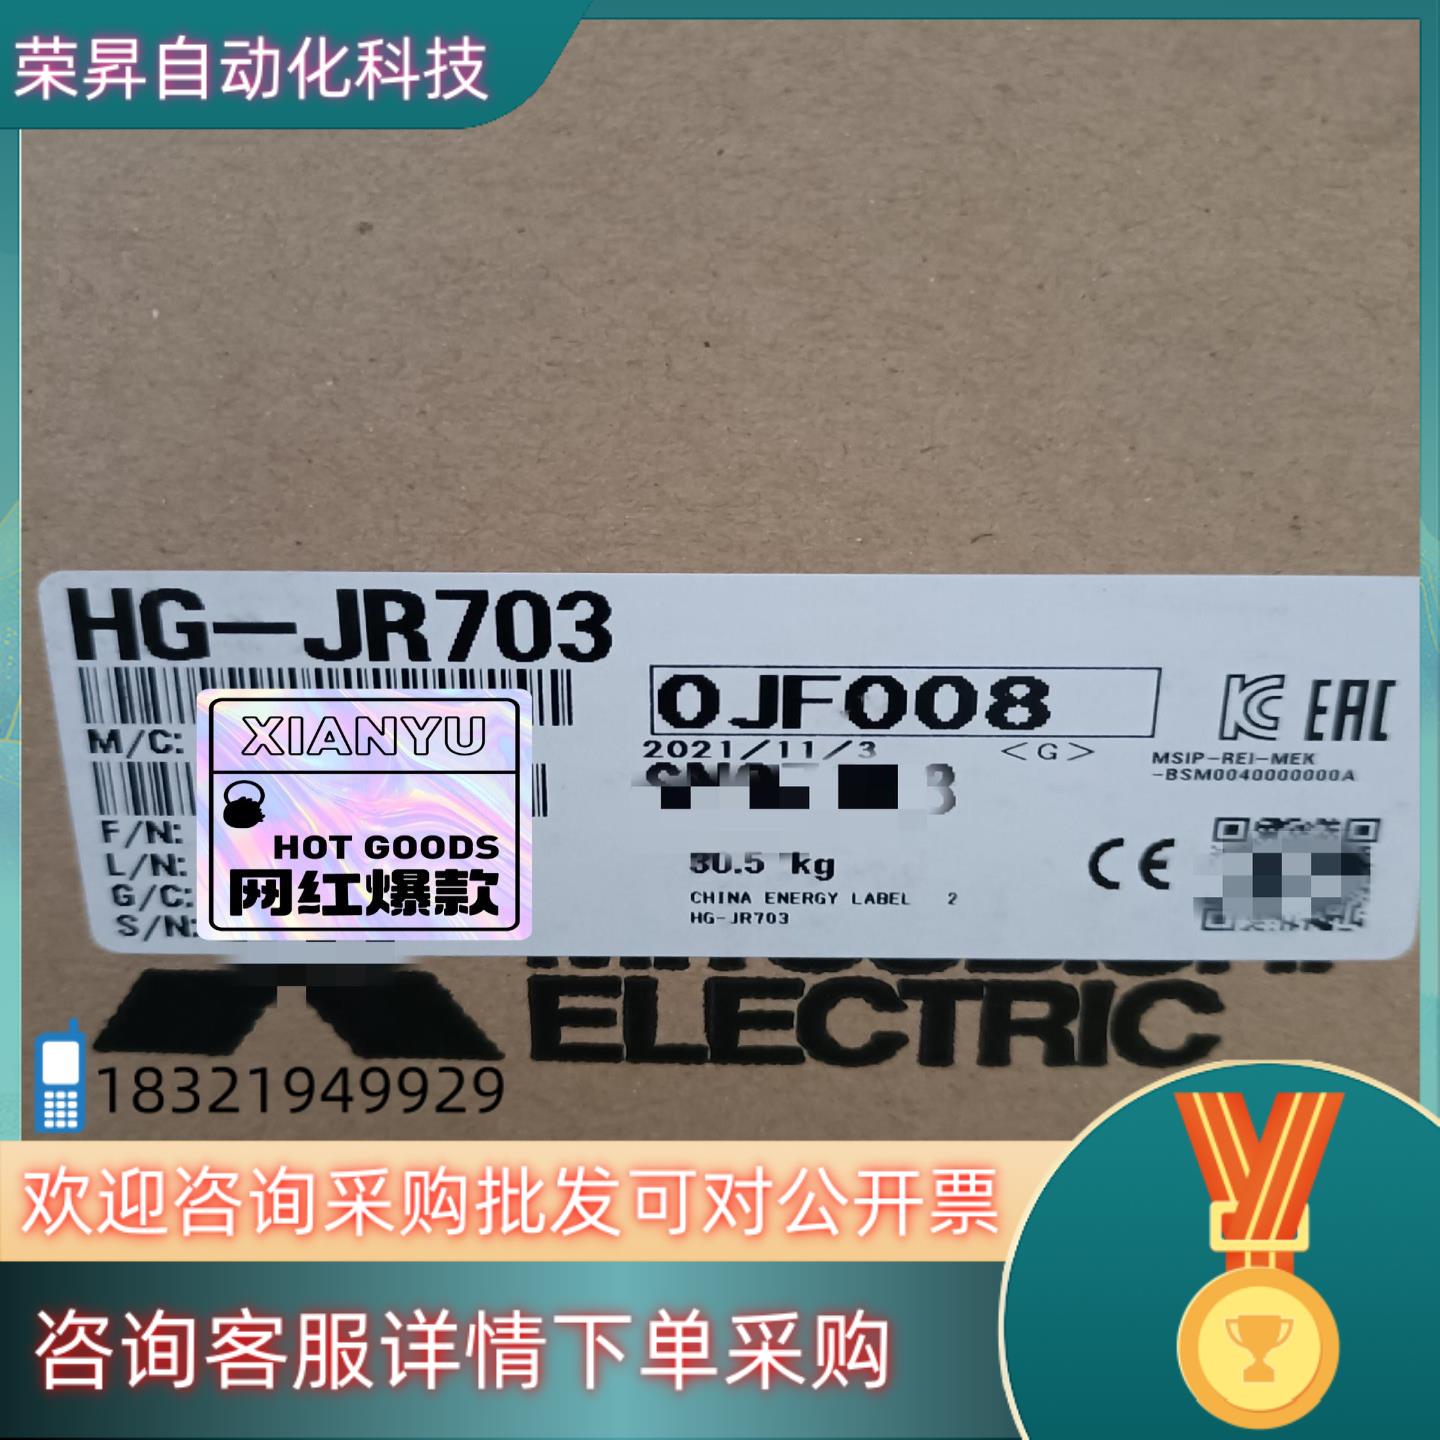 荣昇自动化科技
HG-JR703
0JF008
M/C:
2021/11/3 <G>
MSIP-REI-MEK
-BSM0040000000A
EAC
XIANYU
HOT GOODS
网红爆款
F/N:
L/N:
G/C:
S/N:
30.5 kg
CE
CHINA ENERGY LABEL 2
HG-JR703
ELECTRIC
18321949929
欢迎咨询采购批发可对公开票
咨询客服详情下单采购